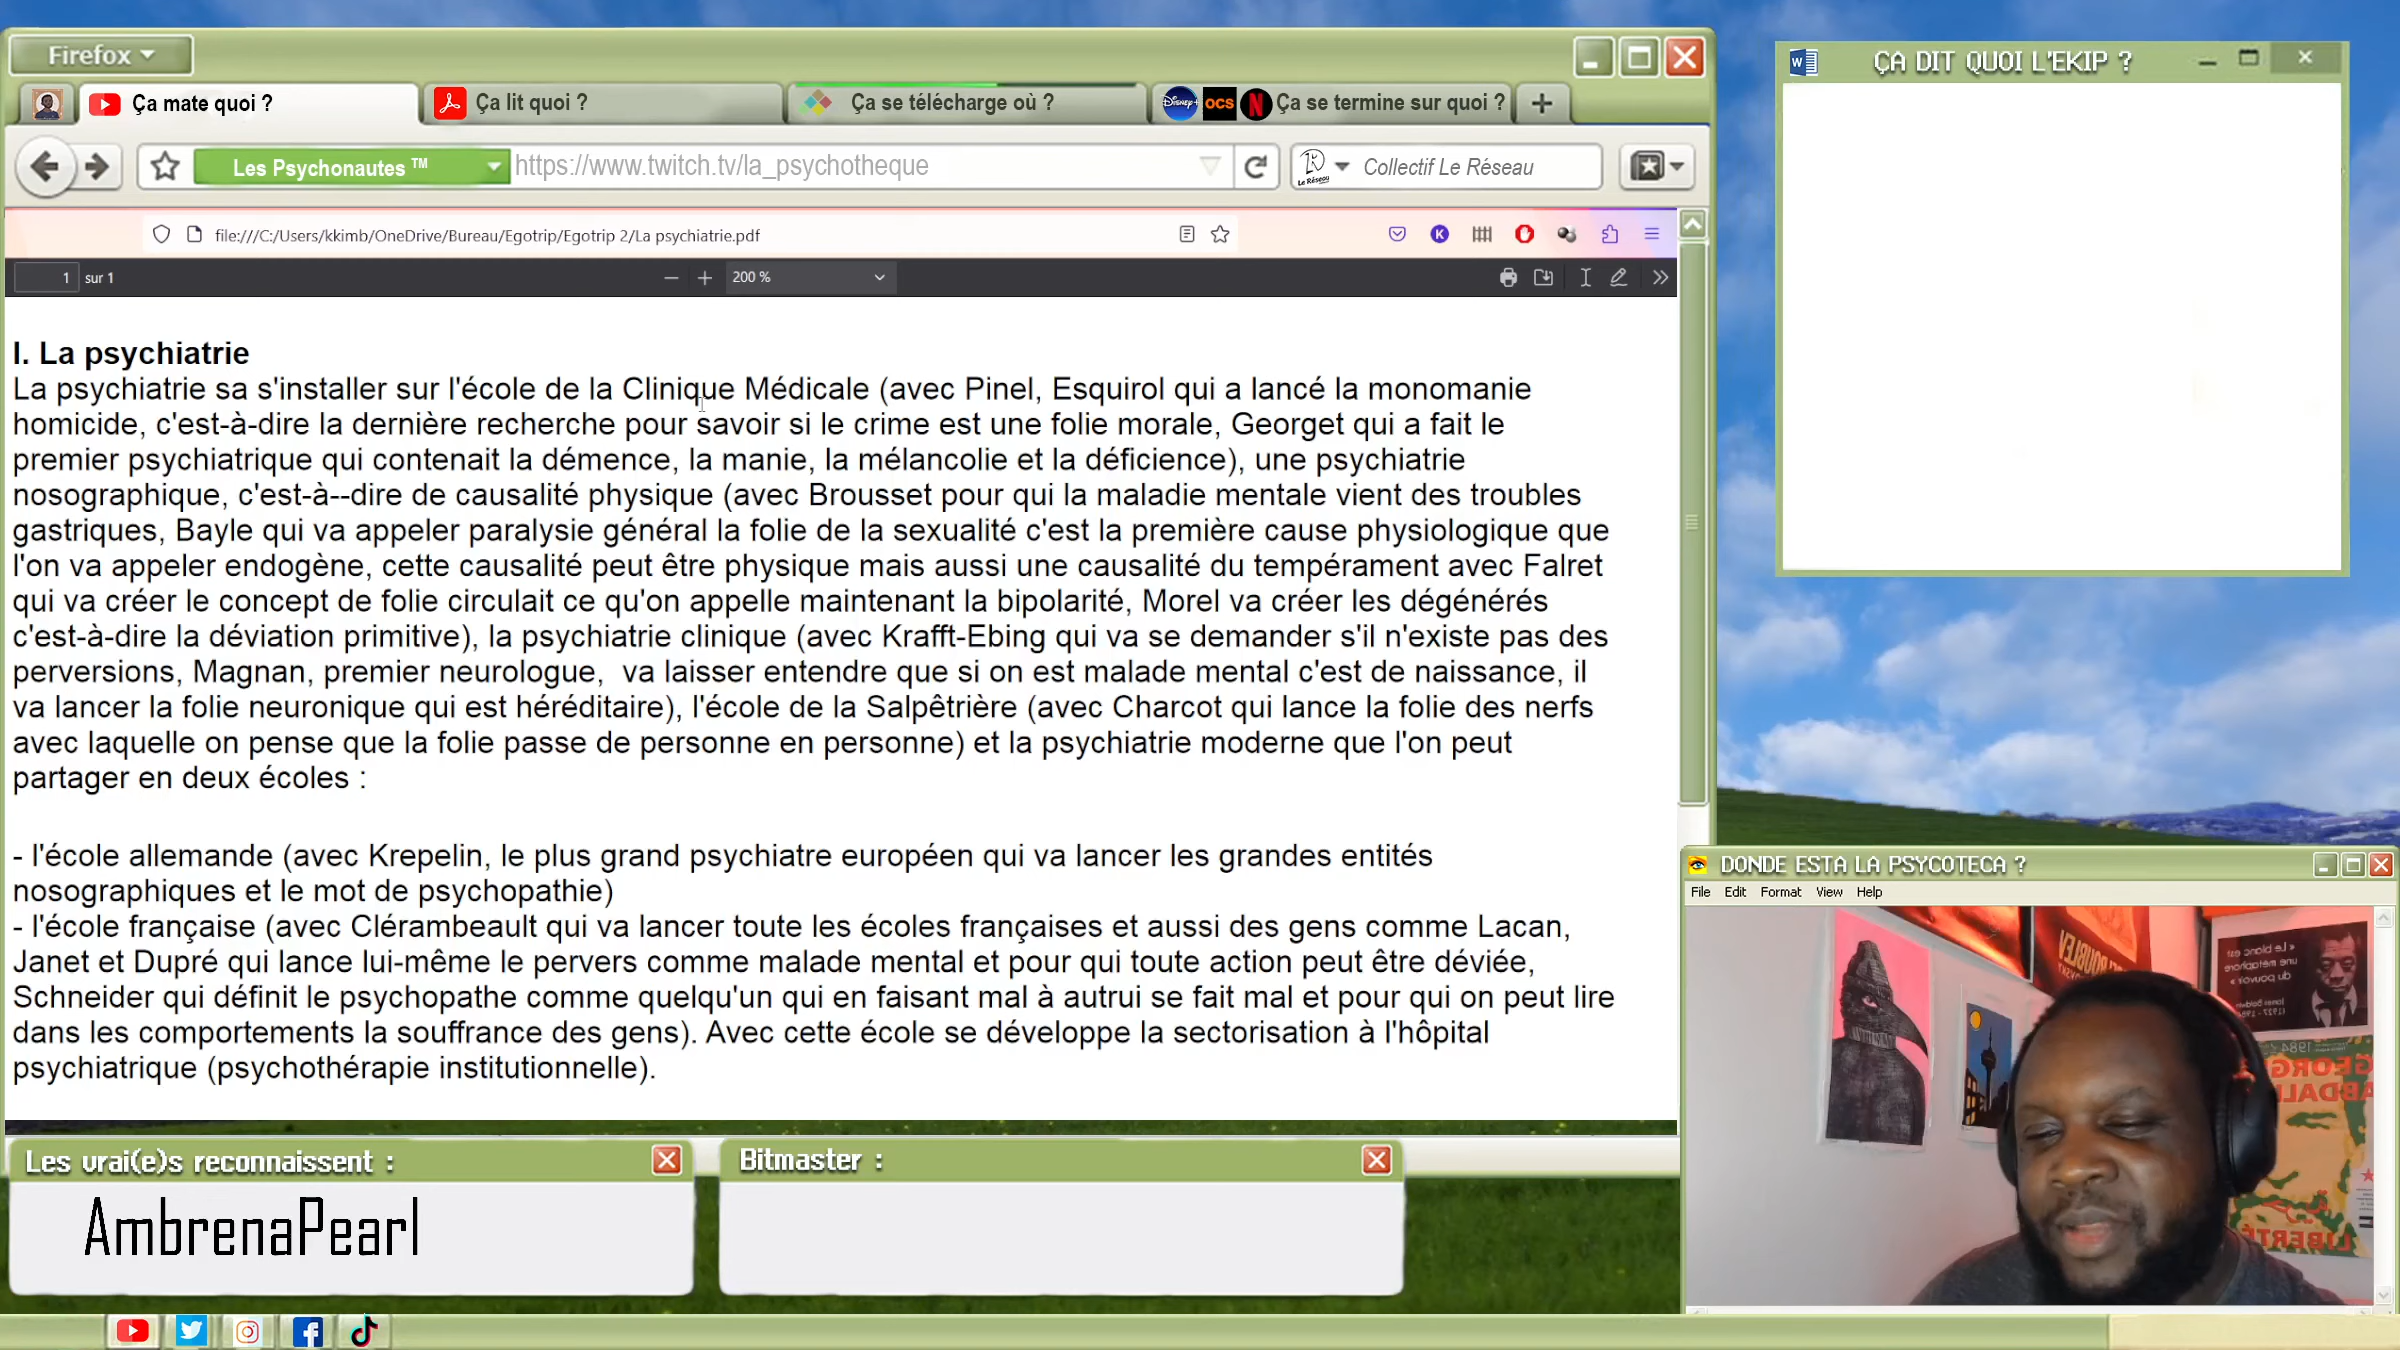 Firefox
Ça mate quoi ?
Ça lit quoi ?
Ça se télécharge où ?
Disney+
OCS
N
Ça se termine sur quoi ?
Les Psychonautes ™
https://www.twitch.tv/la_psychotheque
Le Réseau
Collectif Le Réseau
file:///C:/Users/kkimb/OneDrive/Bureau/Egotrip/Egotrip 2/La psychiatrie.pdf
K
1 sur 1
200 %
I. La psychiatrie
La psychiatrie sa s'installer sur l'école de la Clinique Médicale (avec Pinel, Esquirol qui a lancé la monomanie
homicide, c'est-à-dire la dernière recherche pour savoir si le crime est une folie morale, Georget qui a fait le
premier psychiatrique qui contenait la démence, la manie, la mélancolie et la déficience), une psychiatrie
nosographique, c'est-à--dire de causalité physique (avec Brousset pour qui la maladie mentale vient des troubles
gastriques, Bayle qui va appeler paralysie général la folie de la sexualité c'est la première cause physiologique que
l'on va appeler endogène, cette causalité peut être physique mais aussi une causalité du tempérament avec Falret
qui va créer le concept de folie circulait ce qu'on appelle maintenant la bipolarité, Morel va créer les dégénérés
c'est-à-dire la déviation primitive), la psychiatrie clinique (avec Krafft-Ebing qui va se demander s'il n'existe pas des
perversions, Magnan, premier neurologue,  va laisser entendre que si on est malade mental c'est de naissance, il
va lancer la folie neuronique qui est héréditaire), l'école de la Salpêtrière (avec Charcot qui lance la folie des nerfs
avec laquelle on pense que la folie passe de personne en personne) et la psychiatrie moderne que l'on peut
partager en deux écoles :
- l'école allemande (avec Krepelin, le plus grand psychiatre européen qui va lancer les grandes entités
nosographiques et le mot de psychopathie)
- l'école française (avec Clérambeault qui va lancer toute les écoles françaises et aussi des gens comme Lacan,
Janet et Dupré qui lance lui-même le pervers comme malade mental et pour qui toute action peut être déviée,
Schneider qui définit le psychopathe comme quelqu'un qui en faisant mal à autrui se fait mal et pour qui on peut lire
dans les comportements la souffrance des gens). Avec cette école se développe la sectorisation à l'hôpital
psychiatrique (psychothérapie institutionnelle).
Les vrai(e)s reconnaissent :
AmbrenaPearl
Bitmaster :
W
ÇA DIT QUOI L'EKIP ?
DONDE ESTA LA PSYCOTECA ?
File Edit Format View Help
« Le blanc est
une métaphore
du pouvoir »
James Baldwin
1984
GEORG
ABDAL
LIBERTÉ